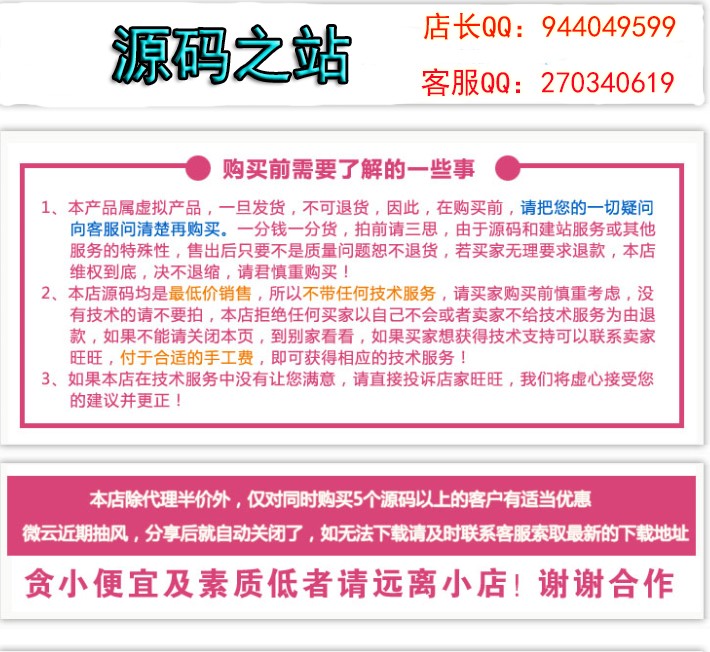 源码之站
店长QQ：944049599
客服QQ：270340619
购买前需要了解的一些事
1、本产品属虚拟产品，一旦发货，不可退货，因此，在购买前，请把您的一切疑问
向客服问清楚再购买。一分钱一分货，拍前请三思，由于源码和建站服务或其他
服务的特殊性，售出后只要不是质量问题恕不退货，若买家无理要求退款，本店
维权到底，决不退缩，请君慎重购买！
2、本店源码均是最低价销售，所以不带任何技术服务，请买家购买前慎重考虑，没
有技术的请不要拍，本店拒绝任何买家以自己不会或者卖家不给技术服务为由退
款，如果不能请关闭本页，到别家看看，如果买家想获得技术支持可以联系卖家
旺旺，付于合适的手工费，即可获得相应的技术服务！
3、如果本店在技术服务中没有让您满意，请直接投诉店家旺旺，我们将虚心接受您
的建议并更正！
本店除代理半价外，仅对同时购买5个源码以上的客户有适当优惠
微云近期抽风，分享后就自动关闭了，如无法下载请及时联系客服索取最新的下载地址
贪小便宜及素质低者请远离小店！谢谢合作